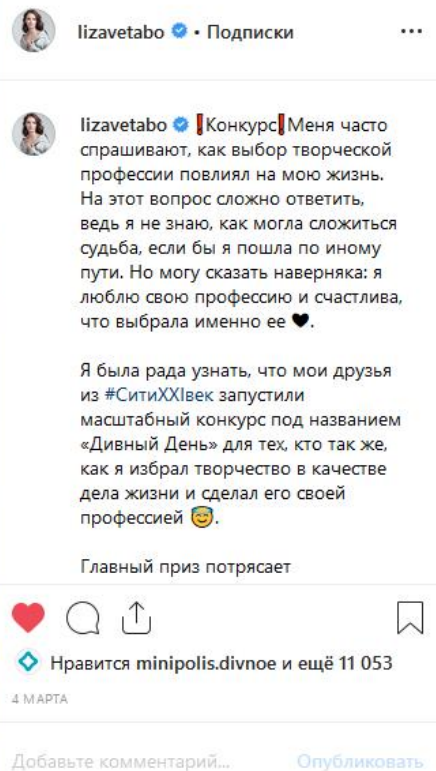 lizavetabo • Подписки
lizavetabo ❗Конкурс❗Меня часто
спрашивают, как выбор творческой
профессии повлиял на мою жизнь.
На этот вопрос сложно ответить,
ведь я не знаю, как могла сложиться
судьба, если бы я пошла по иному
пути. Но могу сказать наверняка: я
люблю свою профессию и счастлива,
что выбрала именно ее 🖤.
Я была рада узнать, что мои друзья
из #СитиXXIвек запустили
масштабный конкурс под названием
«Дивный День» для тех, кто так же,
как я избрал творчество в качестве
дела жизни и сделал его своей
профессией 😇.
Главный приз потрясает
Нравится minipolis.divnoe и ещё 11 053
4 МАРТА
Добавьте комментарий... Опубликовать